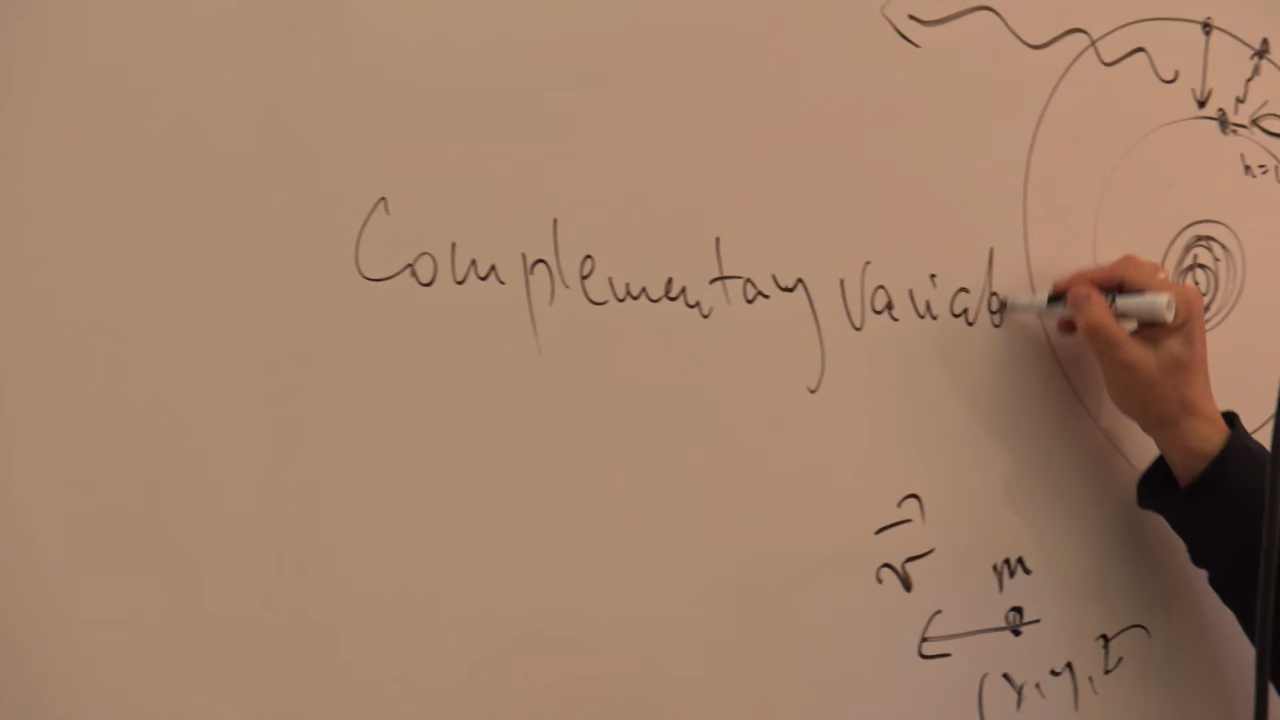 h=
Complementary variab
v
m
(x, y, z